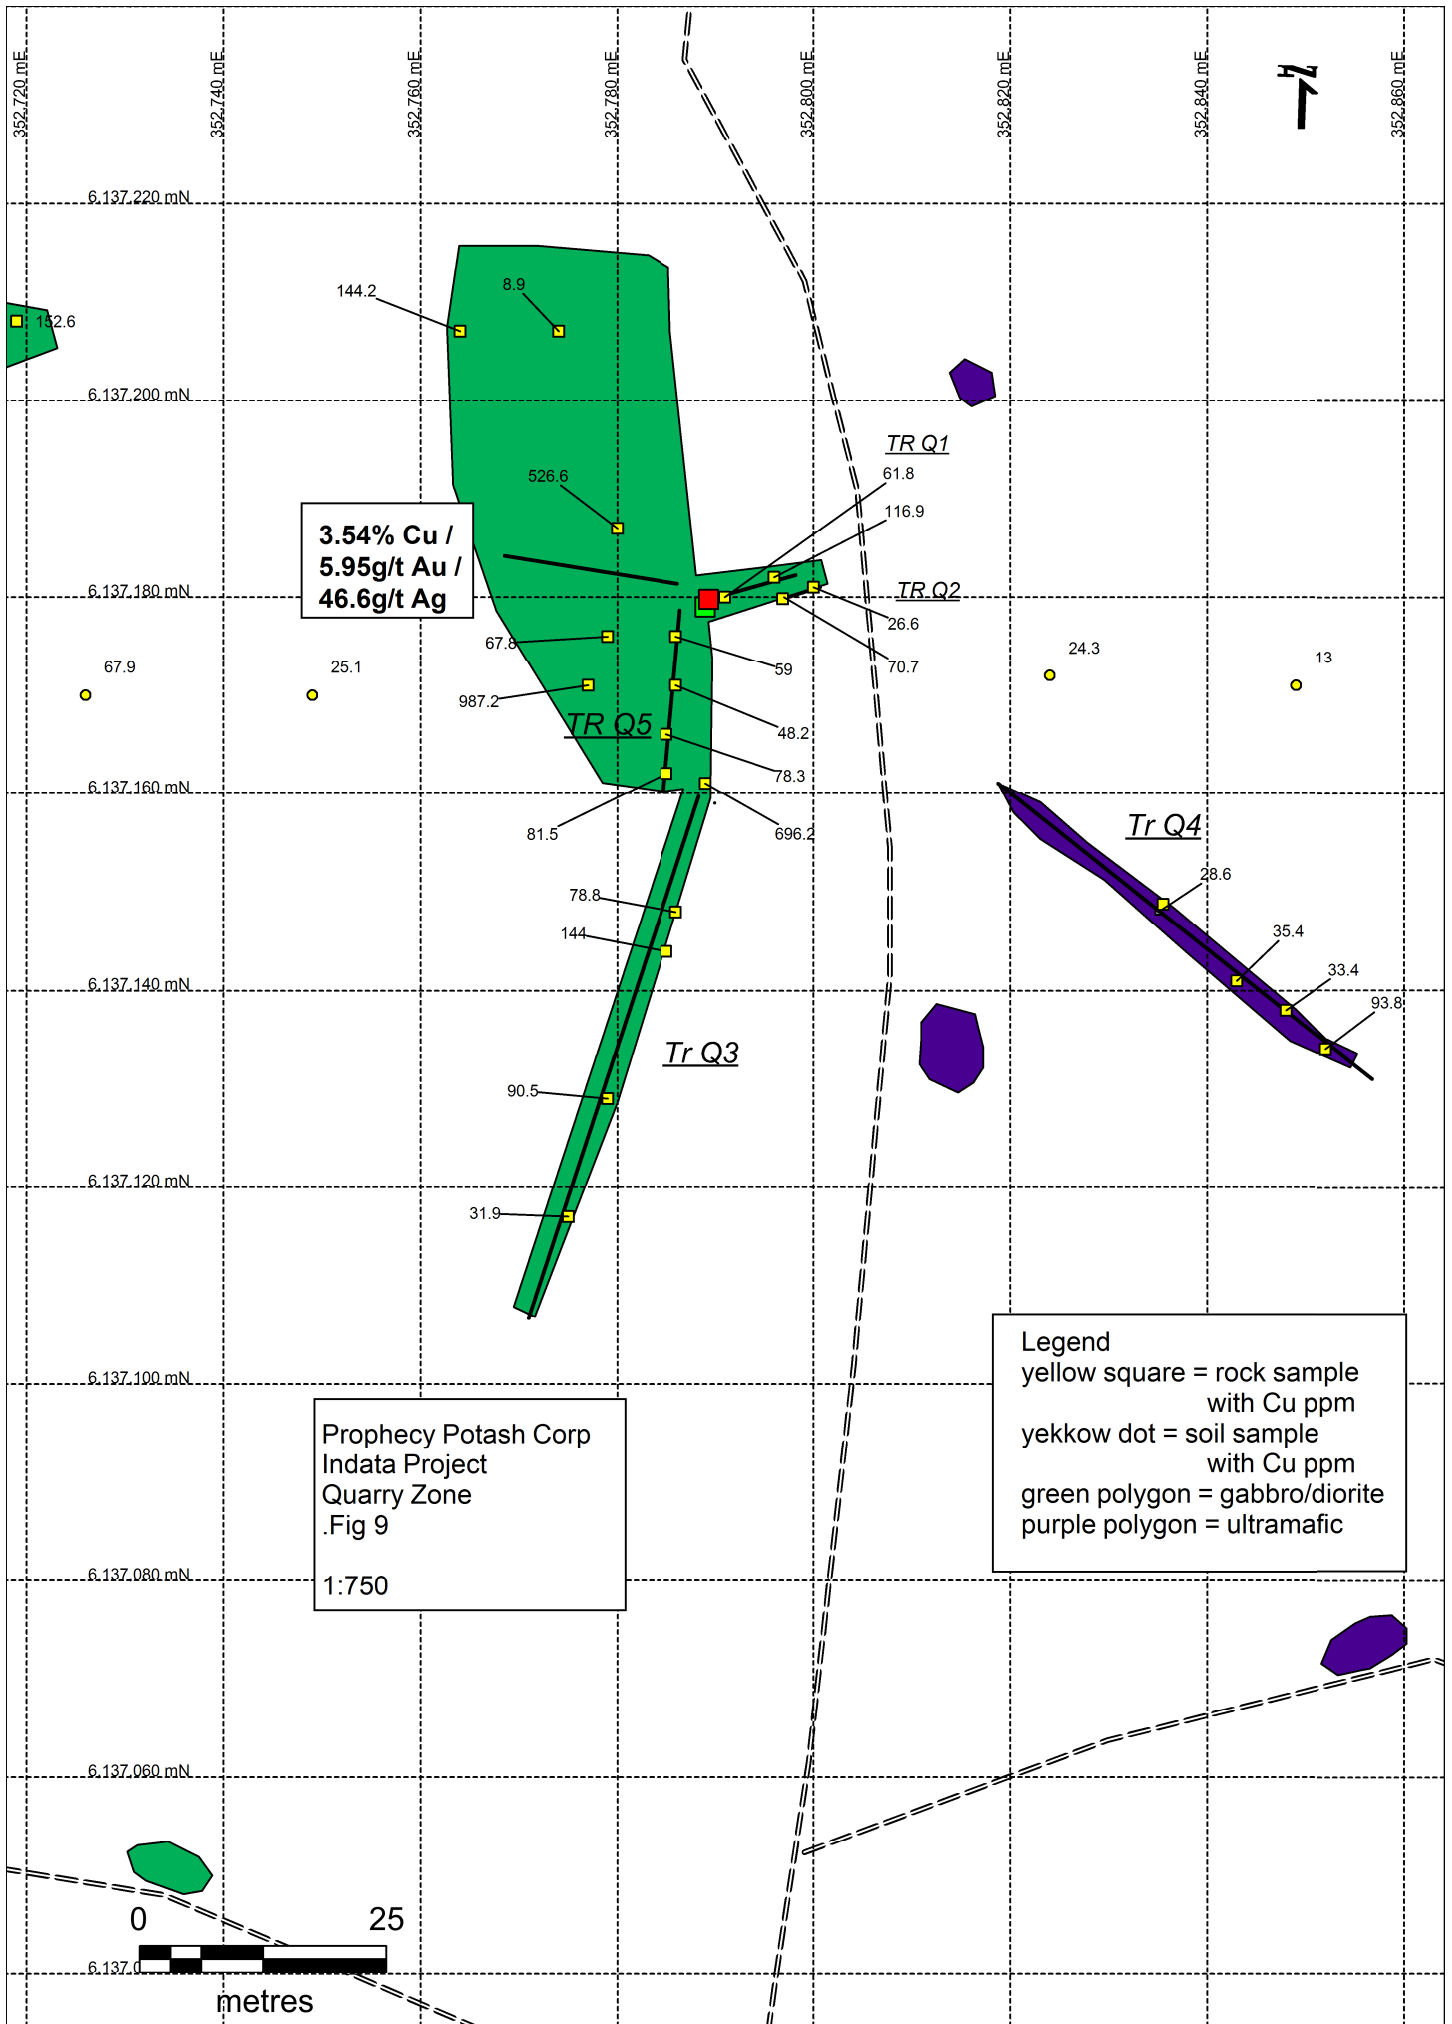 352.720 mE
352.740 mE
352.760 mE
352.780 mE
352.800 mE
352.820 mE
352.840 mE
352.860 mE
6.137.220 mN
144.2
8.9
152.6
6.137.200 mN
TR Q1
61.8
526.6
116.9
3.54% Cu /
5.95g/t Au /
46.6g/t Ag
6.137.180 mN
TR Q2
26.6
67.8
59
70.7
24.3
13
67.9
25.1
987.2
TR Q5
48.2
78.3
6.137.160 mN
81.5
696.2
Tr Q4
28.6
78.8
144
35.4
33.4
6.137.140 mN
93.8
Tr Q3
90.5
6.137.120 mN
31.9
Legend
yellow square = rock sample
with Cu ppm
yekkow dot = soil sample
with Cu ppm
green polygon = gabbro/diorite
purple polygon = ultramafic
6.137.100 mN
Prophecy Potash Corp
Indata Project
Quarry Zone
.Fig 9
1:750
6.137.080 mN
6.137.060 mN
0 25
6.137.0
metres